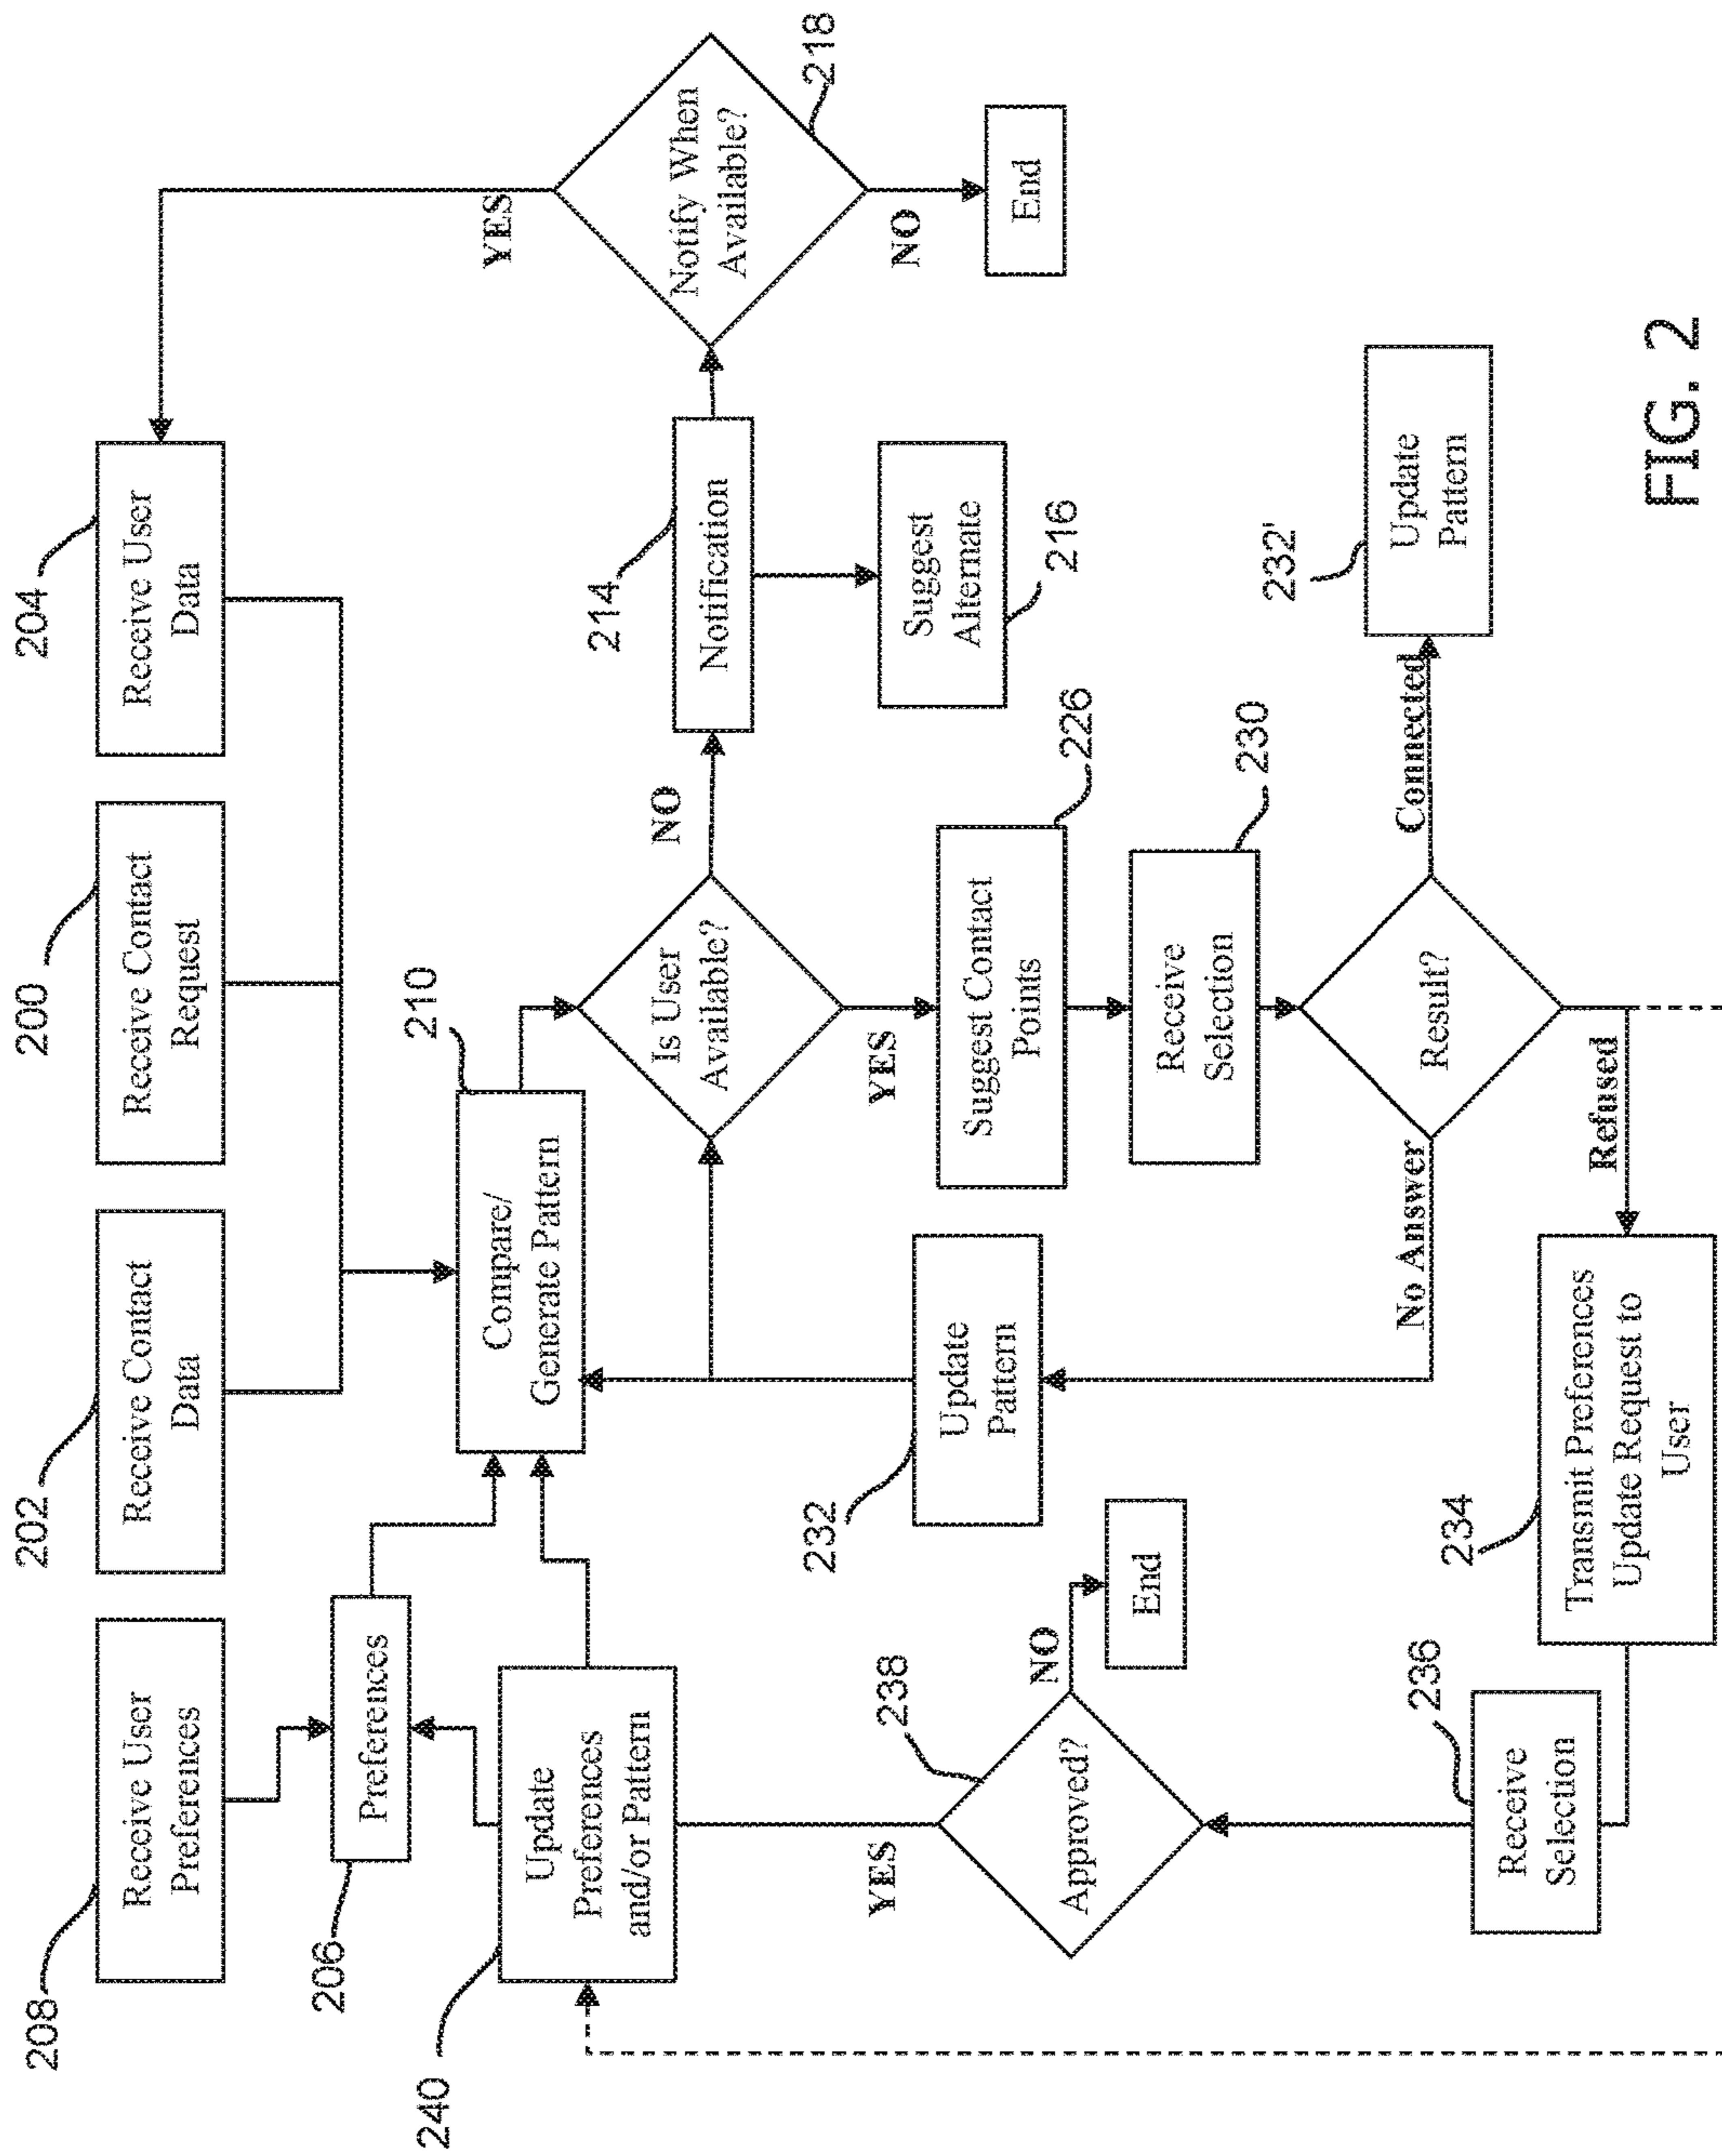 208
202
200
204
Receive User
Preferences
Receive Contact
Data
Receive Contact
Request
Receive User
Data
206
Preferences
210
Compare/
Generate Pattern
240
Update
Preferences
and/or Pattern
Is User
Available?
NO
214
Notification
Notify When
Available?
YES
218
NO
End
YES
232
Update
Pattern
Suggest Contact
Points
226
Suggest
Alternate
216
YES
238
Approved?
NO
End
Receive
Selection
230
No Answer
Result?
Connected
232'
Update
Pattern
236
Receive
Selection
234
Transmit Preferences
Update Request to
User
Refused
FIG. 2